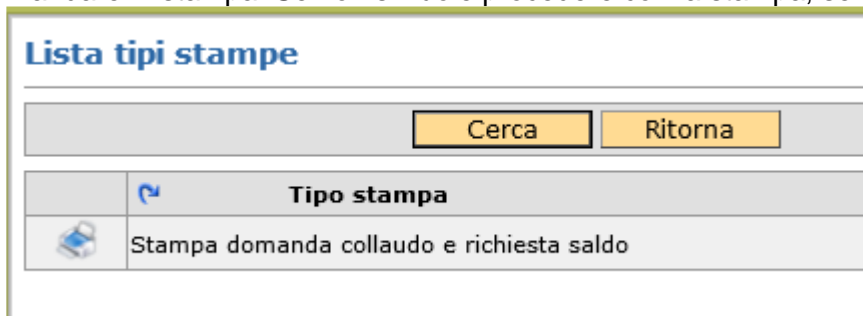 Lista tipi stampe
Cerca Ritorna
Tipo stampa
Stampa domanda collaudo e richiesta saldo